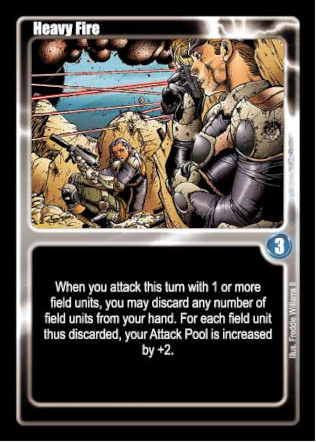 Heavy Fire
3
When you attack this turn with 1 or more
field units, you may discard any number of
field units from your hand. For each field unit
thus discarded, your Attack Pool is increased
by +2.
Illus. Freddie Williams II